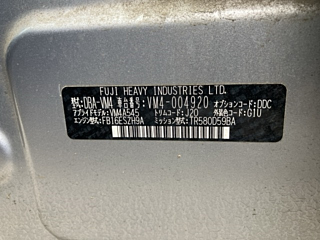 FUJI HEAVY INDUSTRIES LTD.
型式:DBA-VM4 車台番号:VM4-004920 オプションコード:DDC
アプライドモデル:VM4A54S トリムコード:J20 外装色コード:G1U
エンジン型式:FB16ESZH9A ミッション型式:TR580D59BA